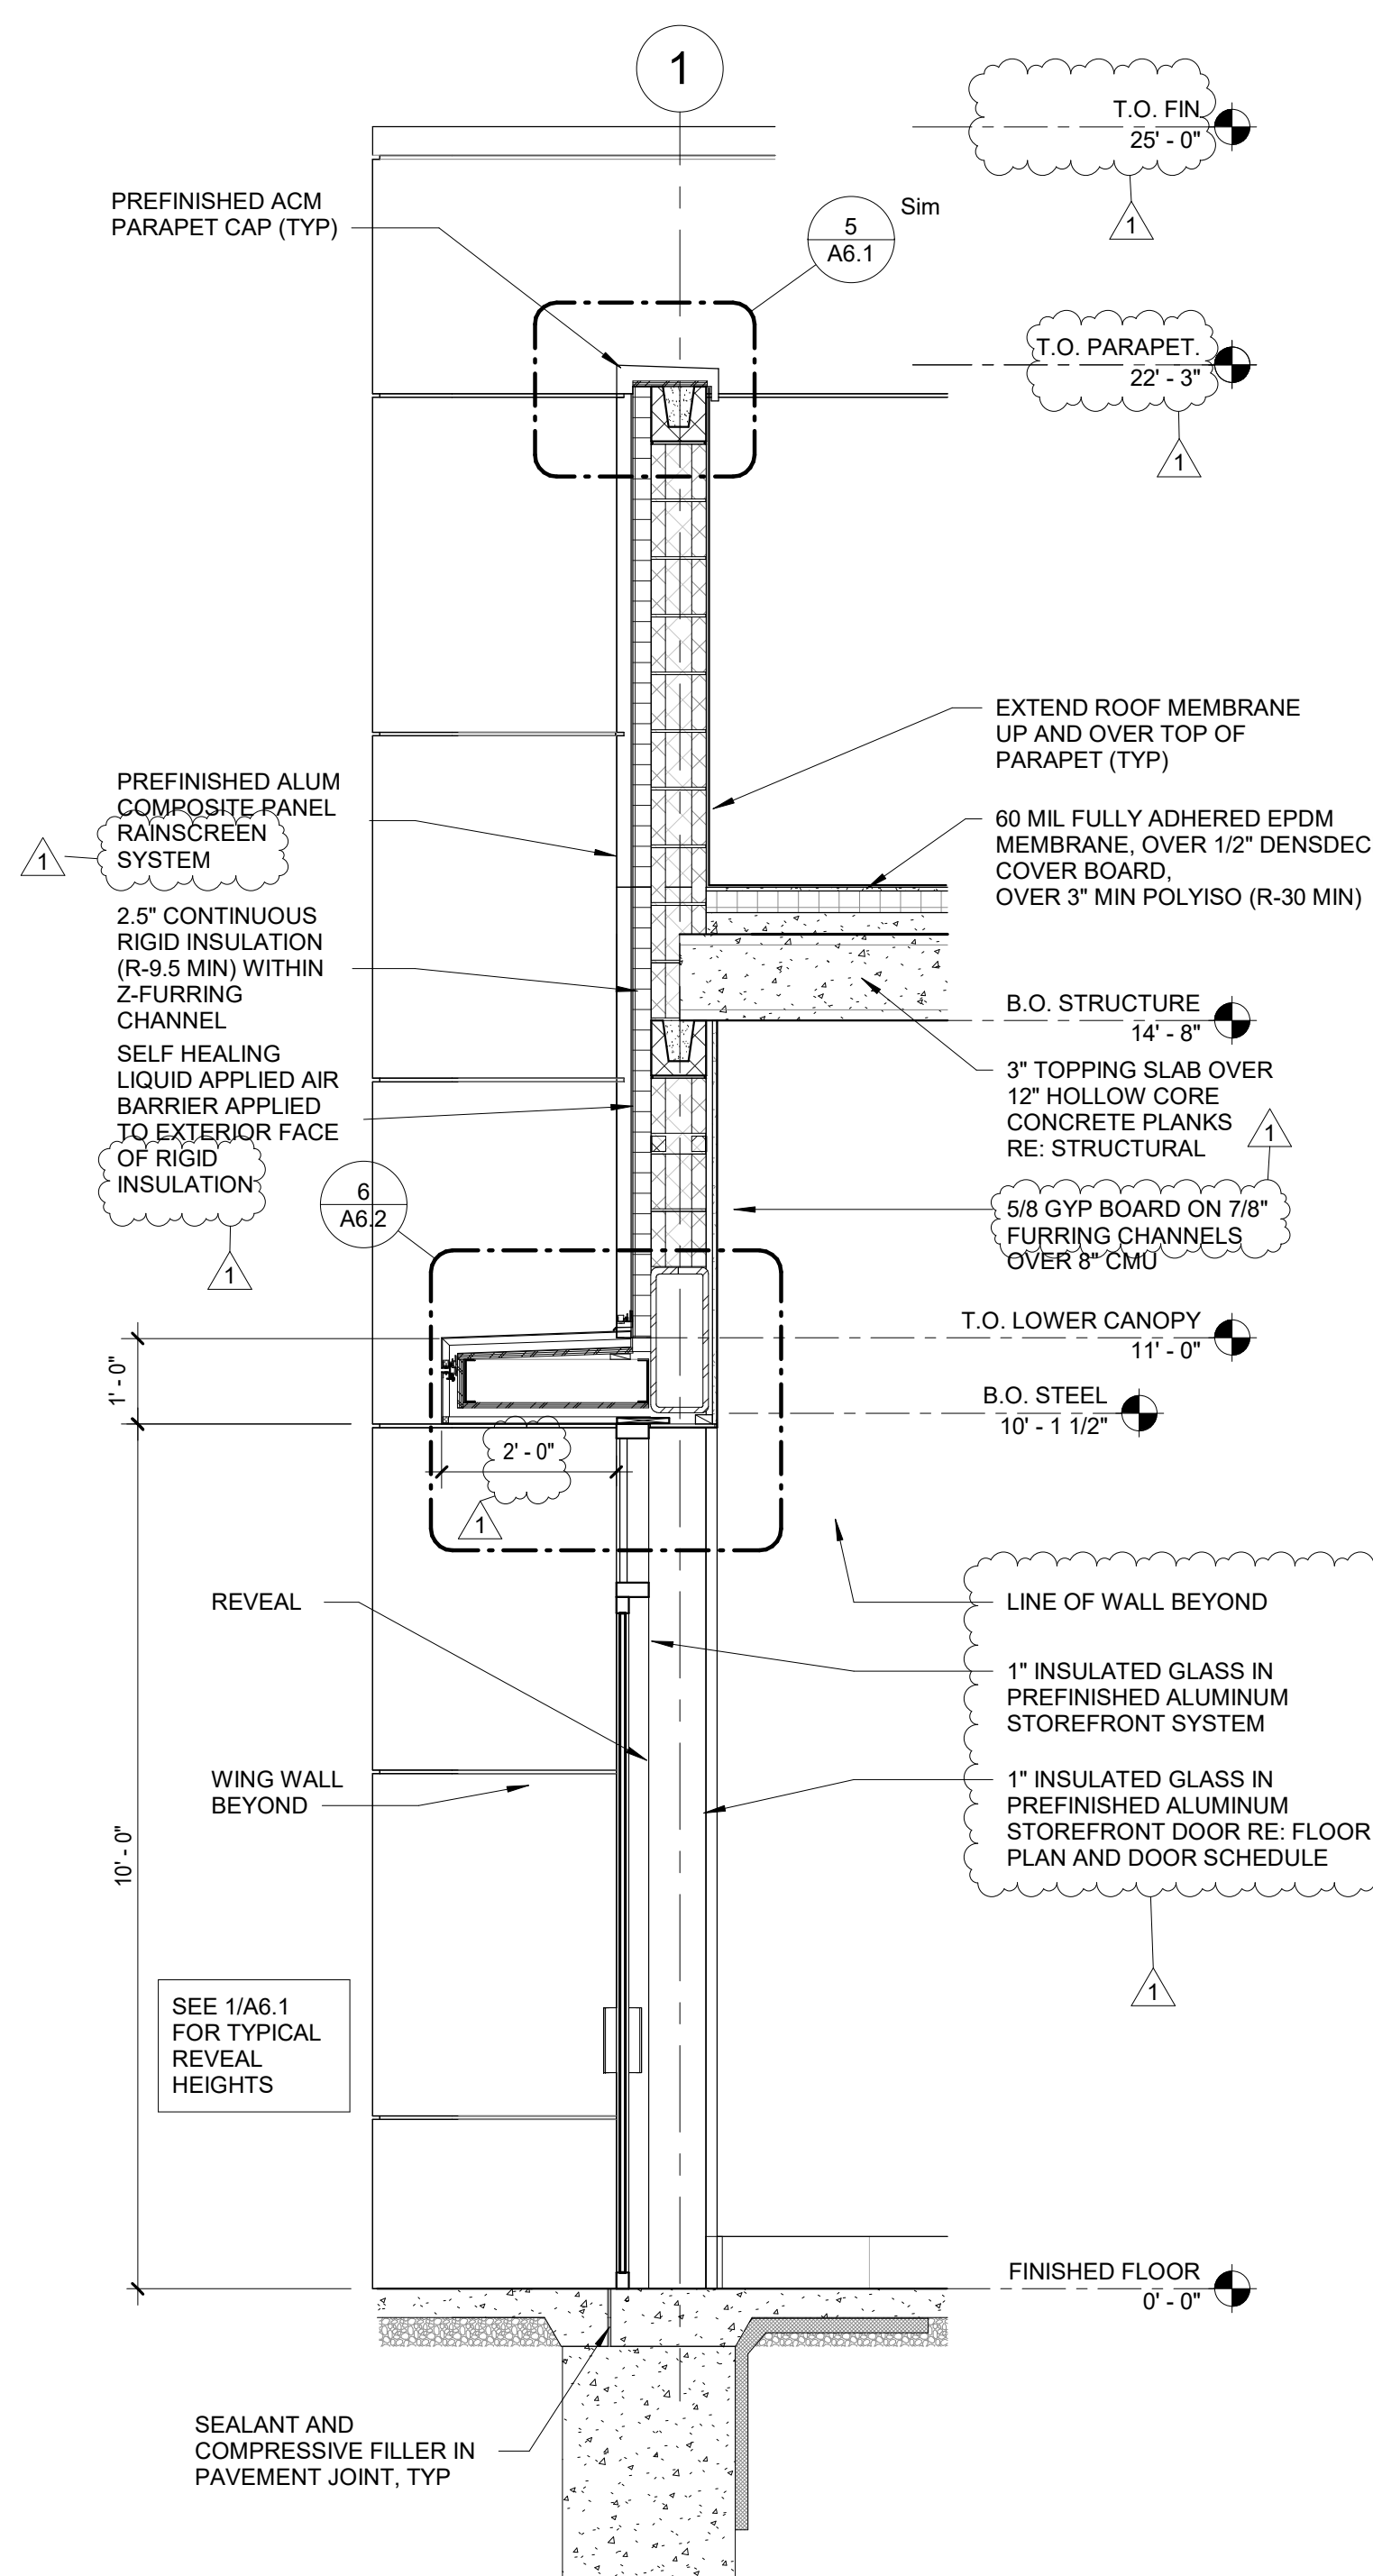 1
T.O. FIN
25' - 0"
1
PREFINISHED ACM
PARAPET CAP (TYP)
5
A6.1
Sim
T.O. PARAPET.
22' - 3"
1
EXTEND ROOF MEMBRANE
UP AND OVER TOP OF
PARAPET (TYP)
PREFINISHED ALUM
COMPOSITE PANEL
RAINSCREEN
SYSTEM
1
60 MIL FULLY ADHERED EPDM
MEMBRANE, OVER 1/2" DENSDEC
COVER BOARD,
OVER 3" MIN POLYISO (R-30 MIN)
2.5" CONTINUOUS
RIGID INSULATION
(R-9.5 MIN) WITHIN
Z-FURRING
CHANNEL
B.O. STRUCTURE
14' - 8"
SELF HEALING
LIQUID APPLIED AIR
BARRIER APPLIED
TO EXTERIOR FACE
OF RIGID
INSULATION
1
3" TOPPING SLAB OVER
12" HOLLOW CORE
CONCRETE PLANKS
RE: STRUCTURAL
1
6
A6.2
5/8 GYP BOARD ON 7/8"
FURRING CHANNELS
OVER 8" CMU
T.O. LOWER CANOPY
11' - 0"
1' - 0"
B.O. STEEL
10' - 1 1/2"
2' - 0"
1
REVEAL
LINE OF WALL BEYOND
1" INSULATED GLASS IN
PREFINISHED ALUMINUM
STOREFRONT SYSTEM
WING WALL
BEYOND
1" INSULATED GLASS IN
PREFINISHED ALUMINUM
STOREFRONT DOOR RE: FLOOR
PLAN AND DOOR SCHEDULE
1
10' - 0"
SEE 1/A6.1
FOR TYPICAL
REVEAL
HEIGHTS
FINISHED FLOOR
0' - 0"
SEALANT AND
COMPRESSIVE FILLER IN
PAVEMENT JOINT, TYP